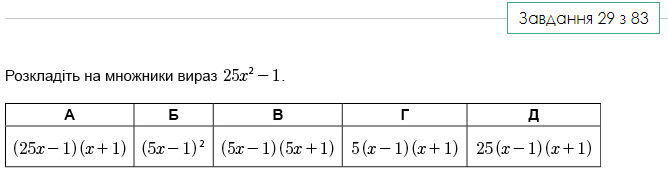 Завдання 29 з 83
Розкладіть на множники вираз 25x² − 1.
А Б В Г Д
(25x − 1)(x + 1) (5x − 1)² (5x − 1)(5x + 1) 5(x − 1)(x + 1) 25(x − 1)(x + 1)